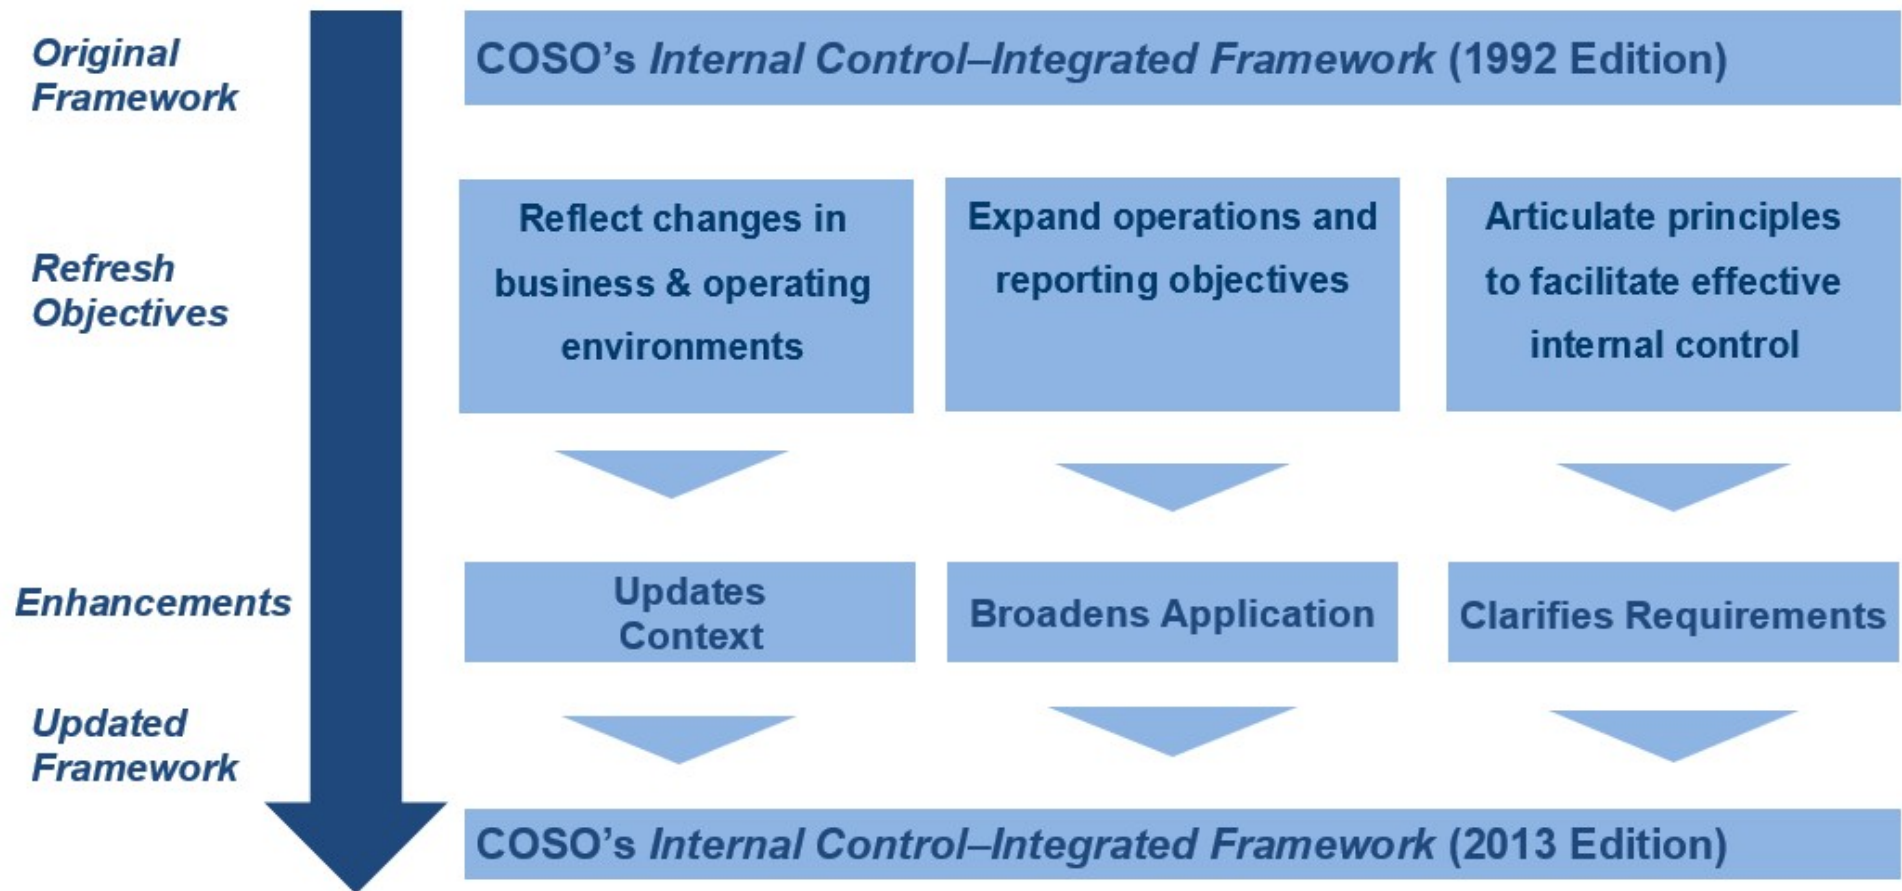 Original
Framework
COSO’s Internal Control–Integrated Framework (1992 Edition)
Refresh
Objectives
Reflect changes in
business & operating
environments
Expand operations and
reporting objectives
Articulate principles
to facilitate effective
internal control
Enhancements
Updates
Context
Broadens Application
Clarifies Requirements
Updated
Framework
COSO’s Internal Control–Integrated Framework (2013 Edition)